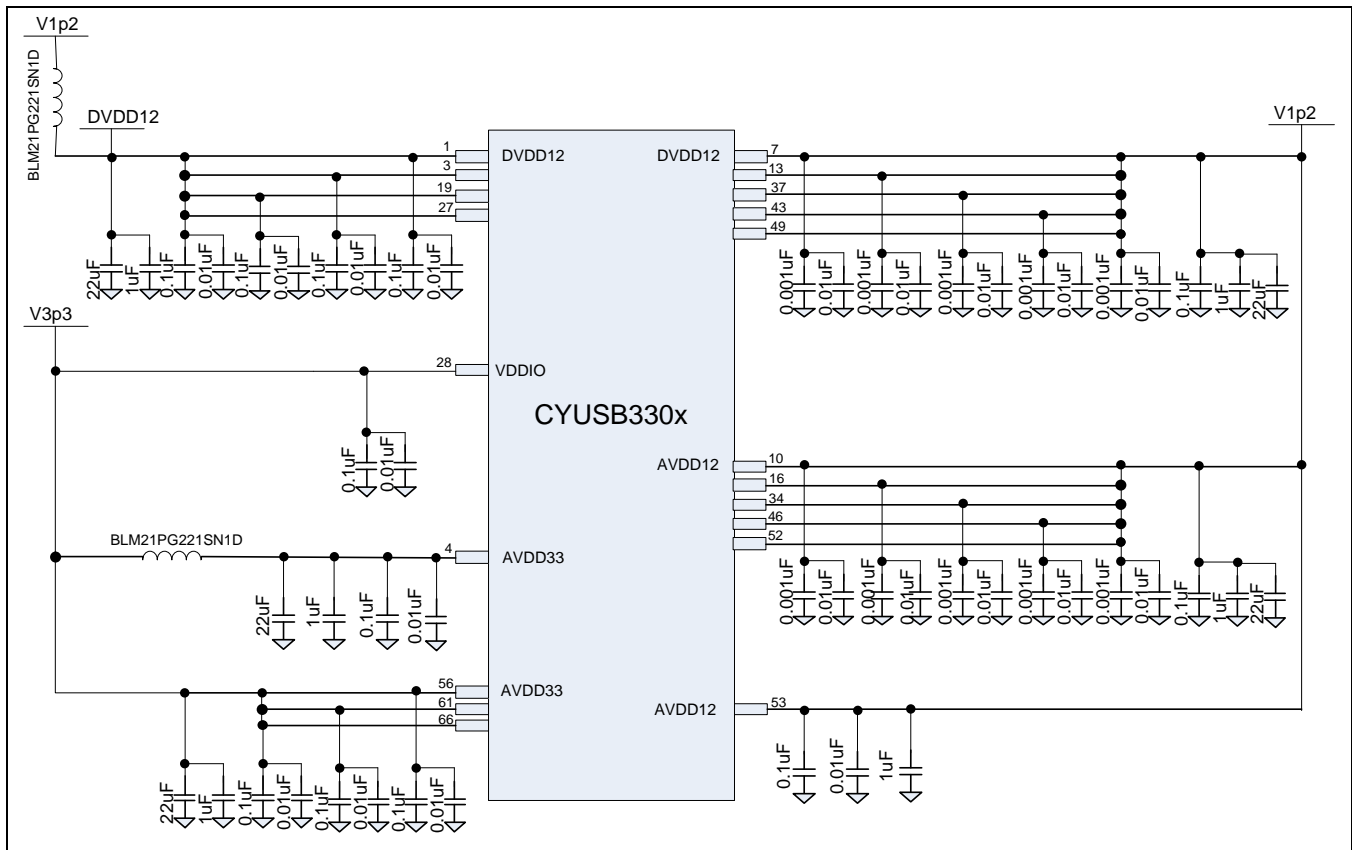 V1p2
BLM21PG221SN1D
DVDD12
1
3
19
27
DVDD12
22uF
1uF
0.1uF
0.01uF
0.1uF
0.01uF
0.1uF
0.01uF
0.1uF
0.01uF
V3p3
28
VDDIO
0.1uF
0.01uF
BLM21PG221SN1D
4
AVDD33
22uF
1uF
0.1uF
0.01uF
56
61
66
AVDD33
22uF
1uF
0.1uF
0.01uF
0.1uF
0.01uF
0.1uF
0.01uF
CYUSB330x
V1p2
DVDD12
7
13
37
43
49
0.001uF
0.01uF
0.001uF
0.01uF
0.001uF
0.01uF
0.001uF
0.01uF
0.001uF
0.01uF
0.1uF
1uF
22uF
AVDD12
10
16
34
46
52
0.001uF
0.01uF
0.001uF
0.01uF
0.001uF
0.01uF
0.001uF
0.01uF
0.001uF
0.01uF
0.1uF
1uF
22uF
AVDD12
53
0.1uF
0.01uF
1uF